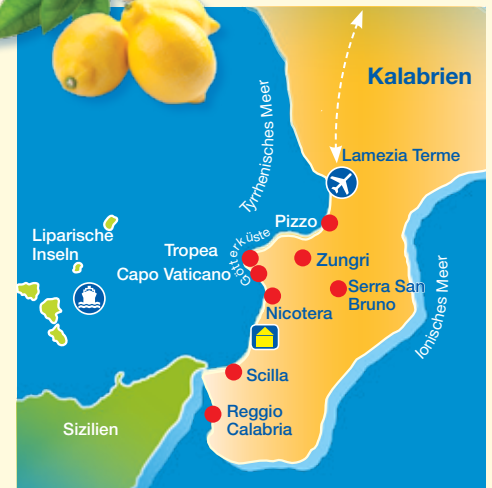 Kalabrien
Lamezia Terme
Tyrrhenisches Meer
Pizzo
Götterküste
Liparische
Inseln
Tropea
Capo Vaticano
Zungri
Serra San
Bruno
Nicotera
Ionisches Meer
Scilla
Reggio
Calabria
Sizilien